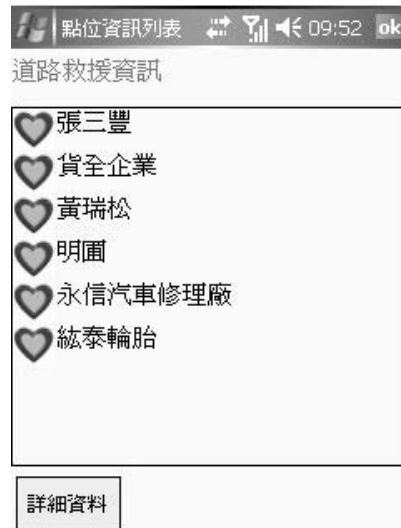 點位資訊列表 09:52 ok
道路救援資訊
張三豐
貨全企業
黃瑞松
明圃
永信汽車修理廠
紘泰輪胎
詳細資料